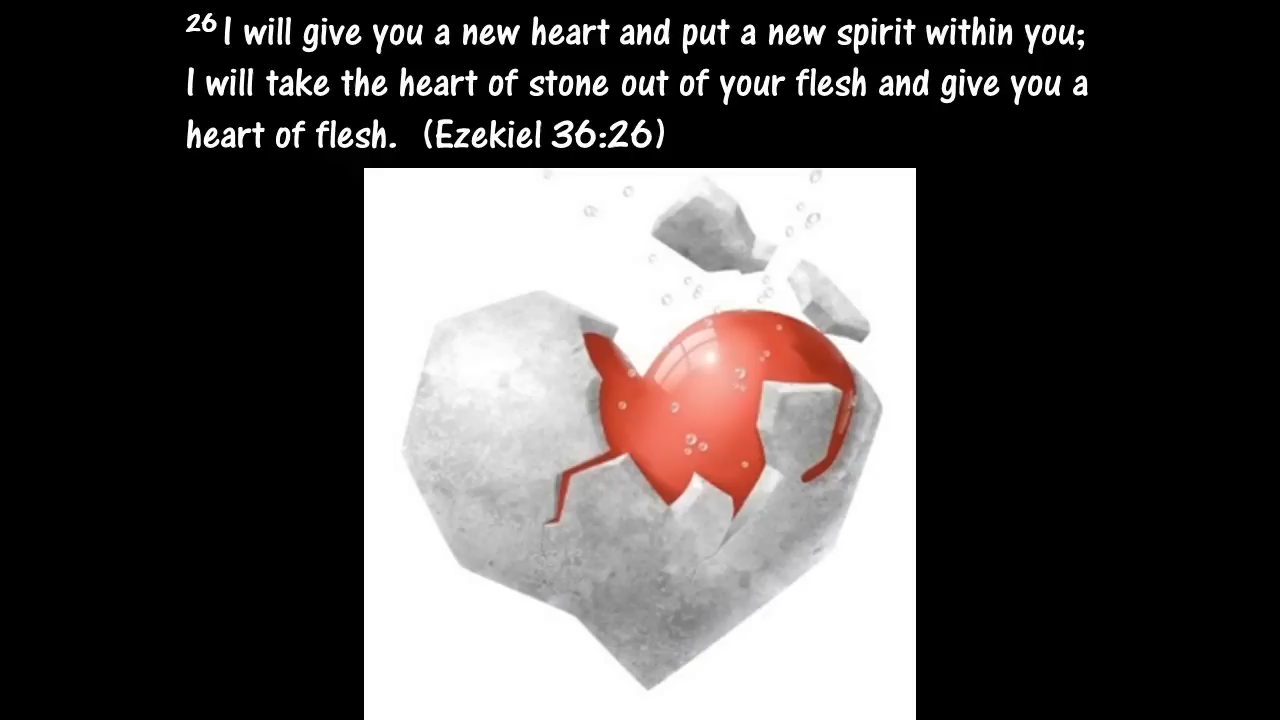 26 I will give you a new heart and put a new spirit within you;
I will take the heart of stone out of your flesh and give you a
heart of flesh. (Ezekiel 36:26)